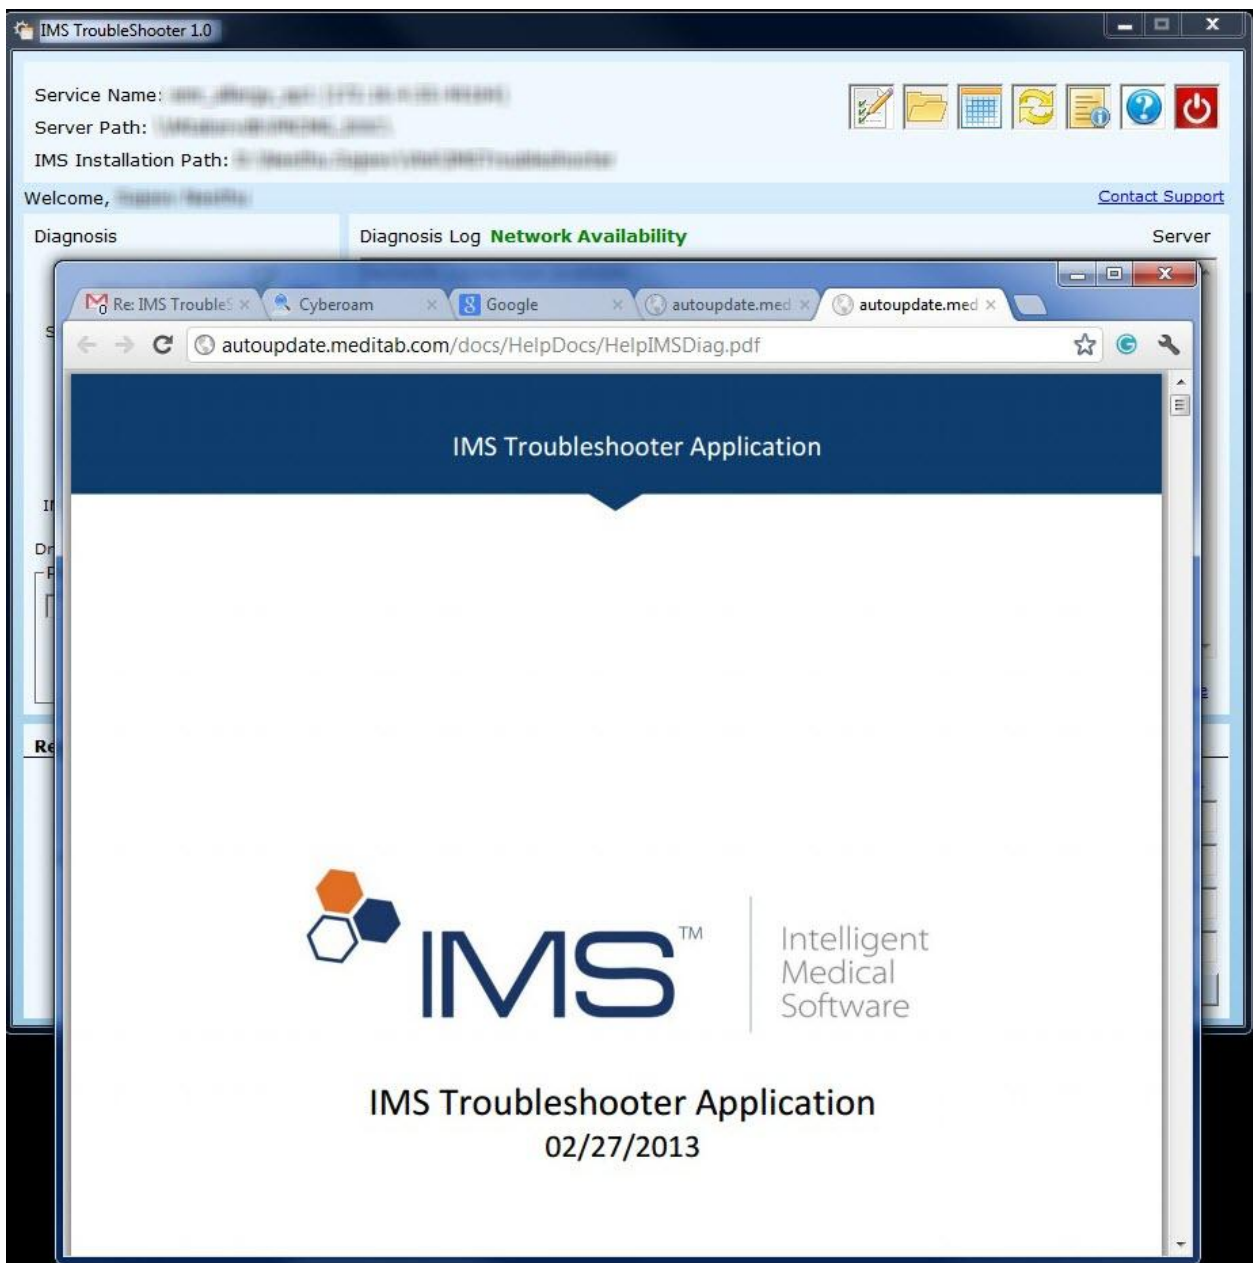 IMS TroubleShooter 1.0
Service Name:
Server Path:
IMS Installation Path:
Welcome,
Contact Support
Diagnosis
Diagnosis Log Network Availability
Server
Re: IMS Trouble
Cyberoam
Google
autoupdate.med
autoupdate.med
autoupdate.meditab.com/docs/HelpDocs/HelpIMSDiag.pdf
IMS Troubleshooter Application
IMS™
Intelligent
Medical
Software
IMS Troubleshooter Application
02/27/2013